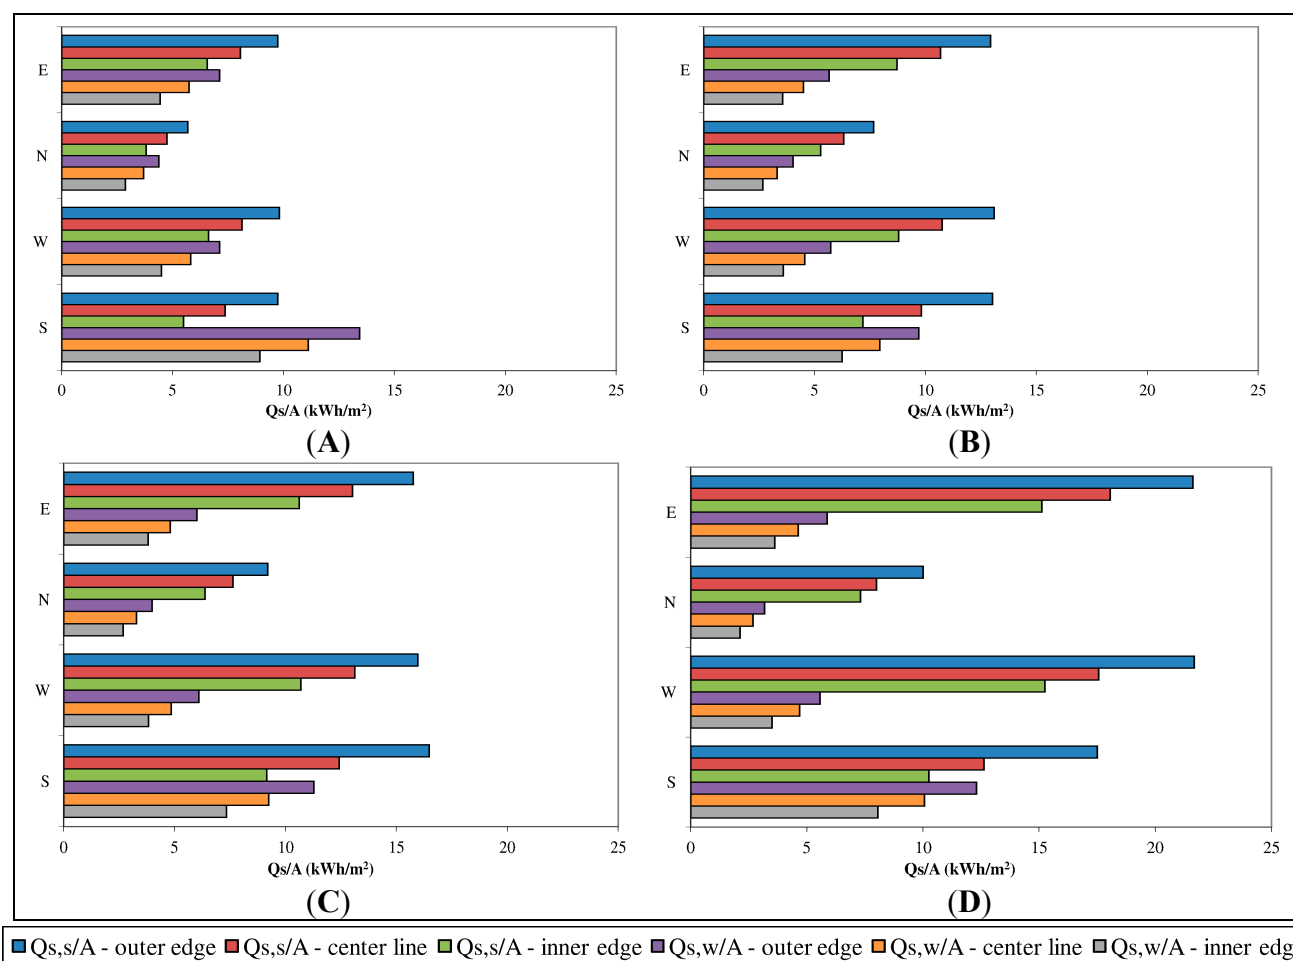 E
N
W
S
0 5 10 15 20 25
Qs/A (kWh/m²)
(A)
E
N
W
S
0 5 10 15 20 25
Qs/A (kWh/m²)
(B)
E
N
W
S
0 5 10 15 20 25
Qs/A (kWh/m²)
(C)
E
N
W
S
0 5 10 15 20 25
Qs/A (kWh/m²)
(D)
Qs,s/A - outer edge Qs,s/A - center line Qs,s/A - inner edge Qs,w/A - outer edge Qs,w/A - center line Qs,w/A - inner edg